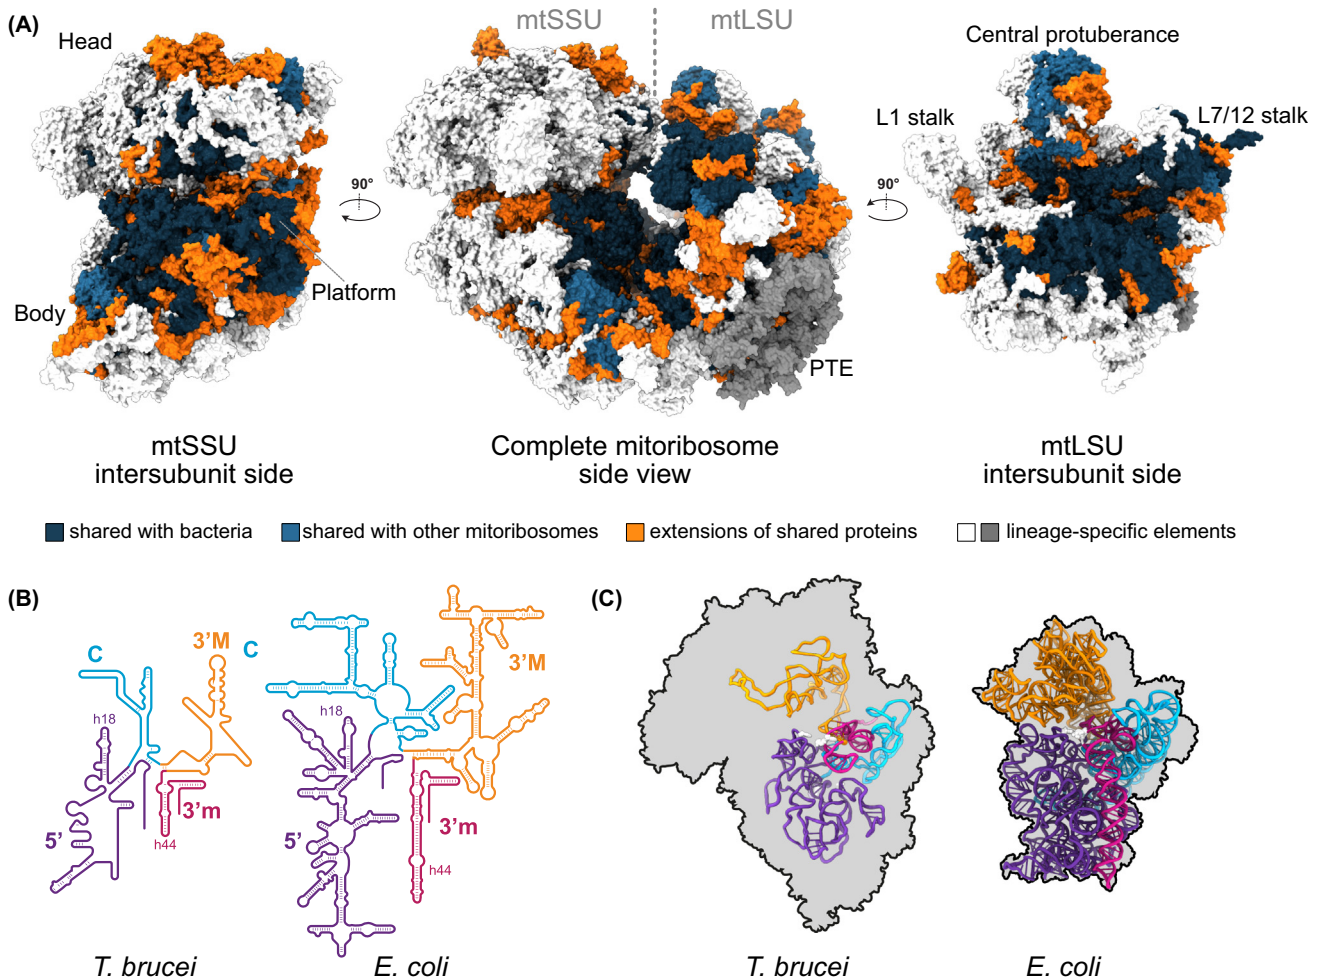 (A)
mtSSU
mtLSU
Head
Central protuberance
L1 stalk
L7/12 stalk
90°
90°
Platform
Body
PTE
mtSSU
intersubunit side
Complete mitoribosome
side view
mtLSU
intersubunit side
shared with bacteria
shared with other mitoribosomes
extensions of shared proteins
lineage-specific elements
(B)
C
3'M
h18
5'
3'm
h44
T. brucei
C
3'M
h18
5'
3'm
h44
E. coli
(C)
T. brucei
E. coli